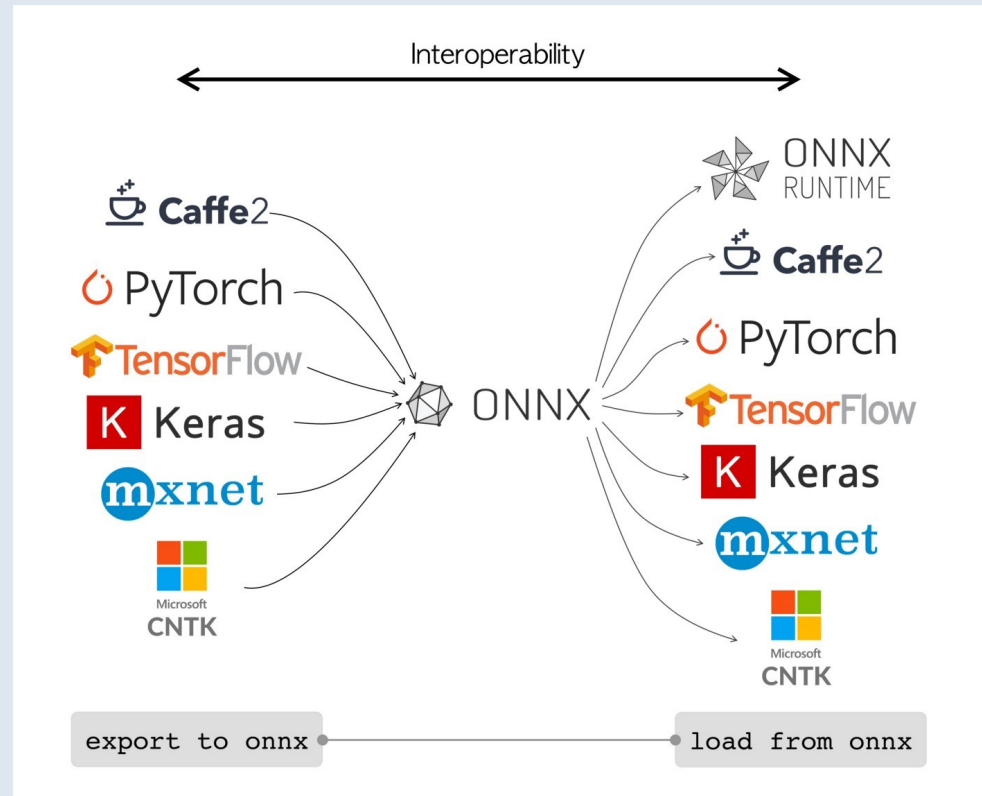 Interoperability
Caffe2
PyTorch
TensorFlow
K Keras
mxnet
Microsoft
CNTK
ONNX
ONNX
RUNTIME
Caffe2
PyTorch
TensorFlow
K Keras
mxnet
Microsoft
CNTK
export to onnx
load from onnx